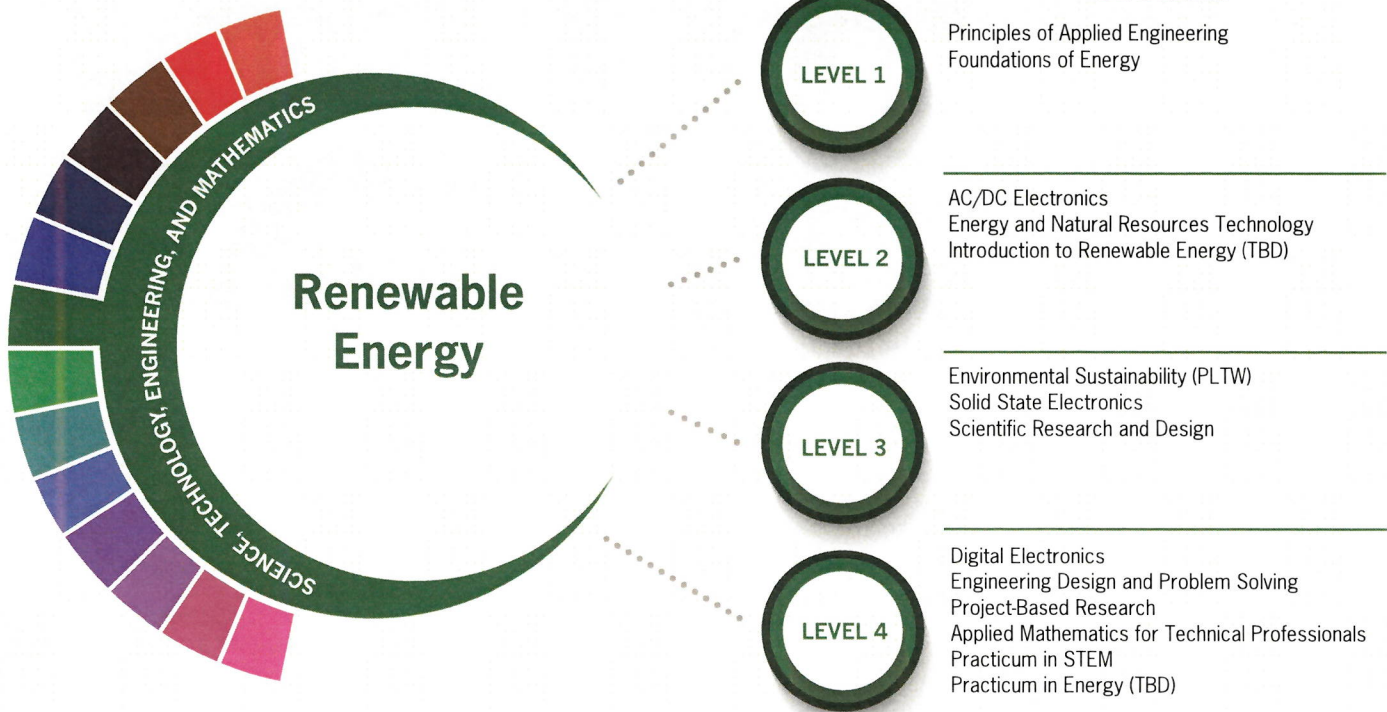 SCIENCE, TECHNOLOGY, ENGINEERING, AND MATHEMATICS
Renewable
Energy
LEVEL 1
Principles of Applied Engineering
Foundations of Energy
LEVEL 2
AC/DC Electronics
Energy and Natural Resources Technology
Introduction to Renewable Energy (TBD)
LEVEL 3
Environmental Sustainability (PLTW)
Solid State Electronics
Scientific Research and Design
LEVEL 4
Digital Electronics
Engineering Design and Problem Solving
Project-Based Research
Applied Mathematics for Technical Professionals
Practicum in STEM
Practicum in Energy (TBD)